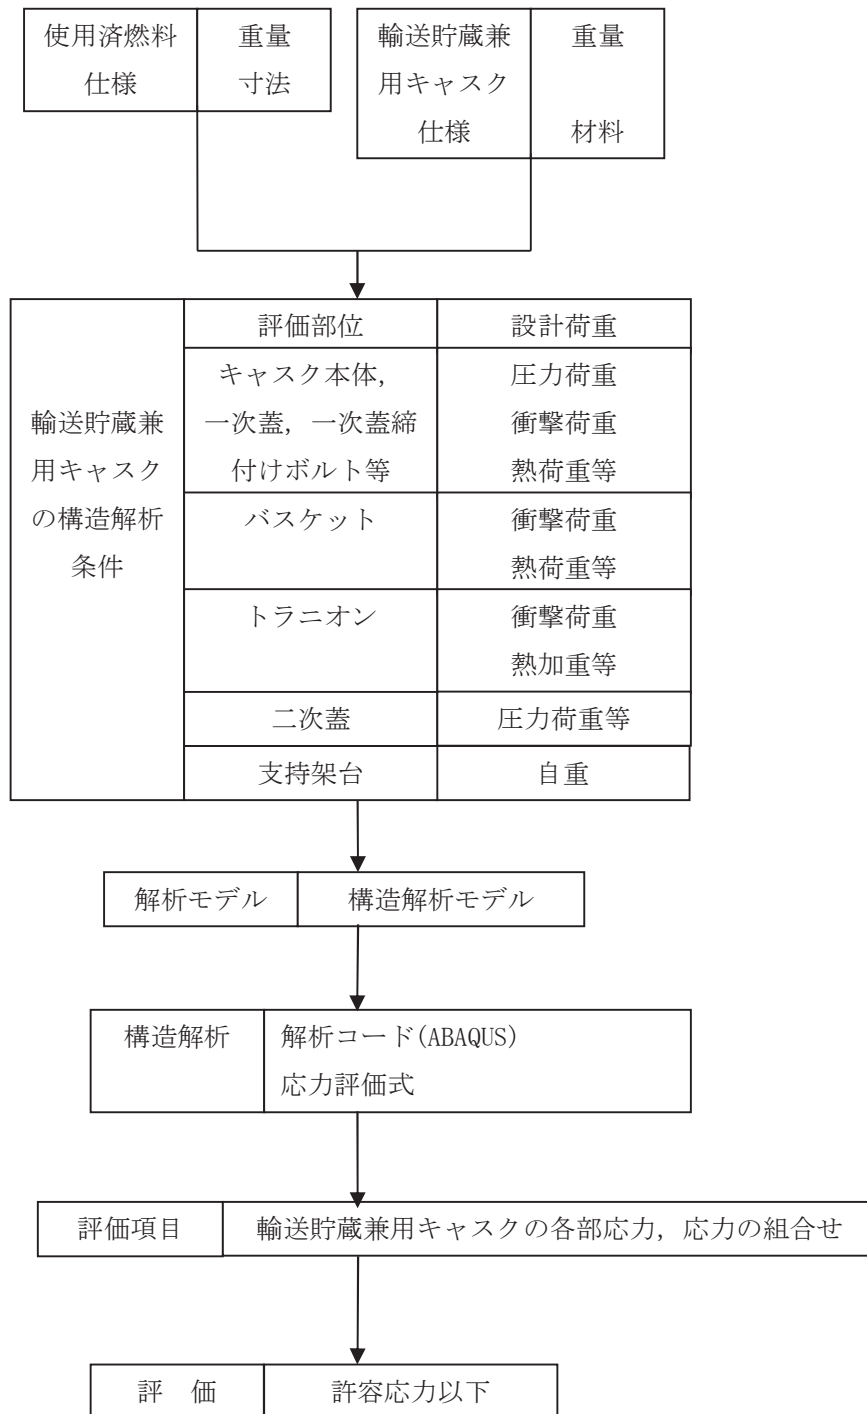 使用済燃料
仕様
重量
寸法
輸送貯蔵兼
用キャスク
仕様
重量
材料
輸送貯蔵兼
用キャスク
の構造解析
条件
評価部位
設計荷重
キャスク本体,
一次蓋, 一次蓋締
付けボルト等
圧力荷重
衝撃荷重
熱荷重等
バスケット
衝撃荷重
熱荷重等
トラニオン
衝撃荷重
熱加重等
二次蓋
圧力荷重等
支持架台
自重
解析モデル
構造解析モデル
構造解析
解析コード(ABAQUS)
応力評価式
評価項目
輸送貯蔵兼用キャスクの各部応力, 応力の組合せ
評　価
許容応力以下